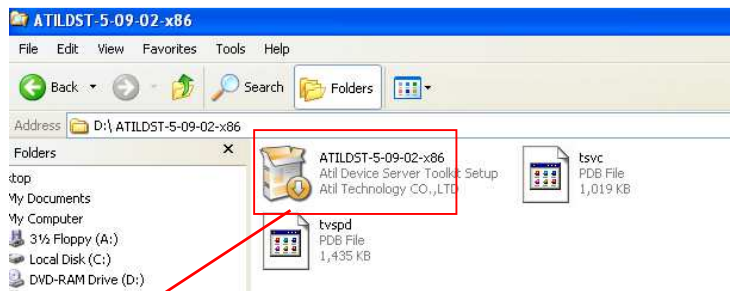 ATILDST-5-09-02-x86
File Edit View Favorites Tools Help
Back Search Folders
Address D:\ ATILDST-5-09-02-x86
Folders x
ktop
My Documents
My Computer
3½ Floppy (A:)
Local Disk (C:)
DVD-RAM Drive (D:)
ATILDST-5-09-02-x86
Atil Device Server Toolkit Setup
Atil Technology CO.,LTD
tsvc
PDB File
1,019 KB
tvspd
PDB File
1,435 KB